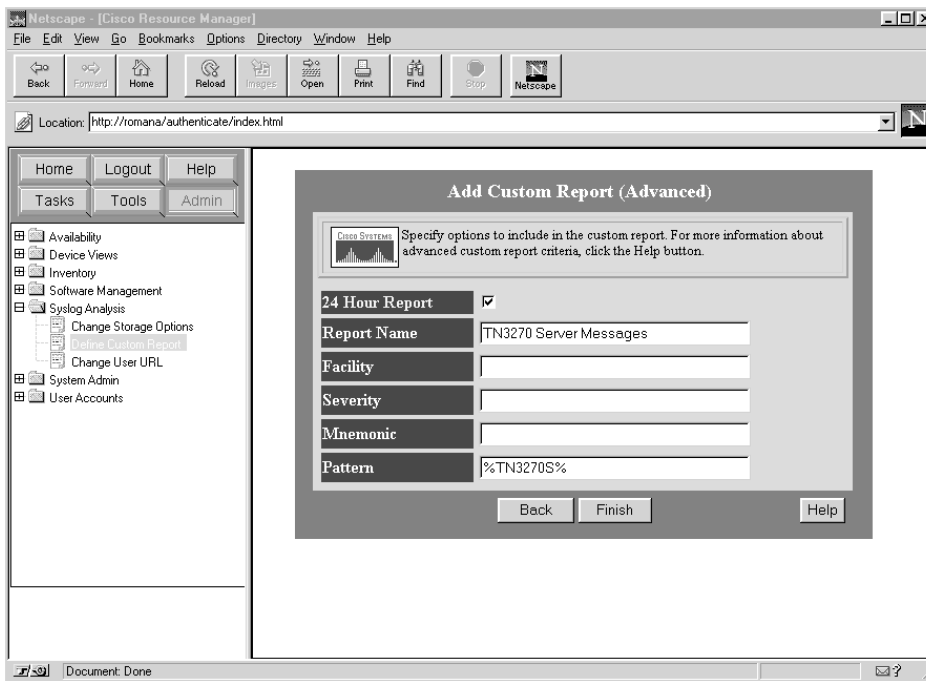 Netscape - [Cisco Resource Manager]
File Edit View Go Bookmarks Options Directory Window Help
Back Forward Home Reload Images Open Print Find Stop Netscape
Location: http://romana/authenticate/index.html
N
Home Logout Help
Tasks Tools Admin
Availability
Device Views
Inventory
Software Management
Syslog Analysis
Change Storage Options
Define Custom Report
Change User URL
System Admin
User Accounts
Add Custom Report (Advanced)
CISCO SYSTEMS
Specify options to include in the custom report. For more information about
advanced custom report criteria, click the Help button.
24 Hour Report
Report Name TN3270 Server Messages
Facility
Severity
Mnemonic
Pattern %TN3270S%
Back Finish Help
Document: Done